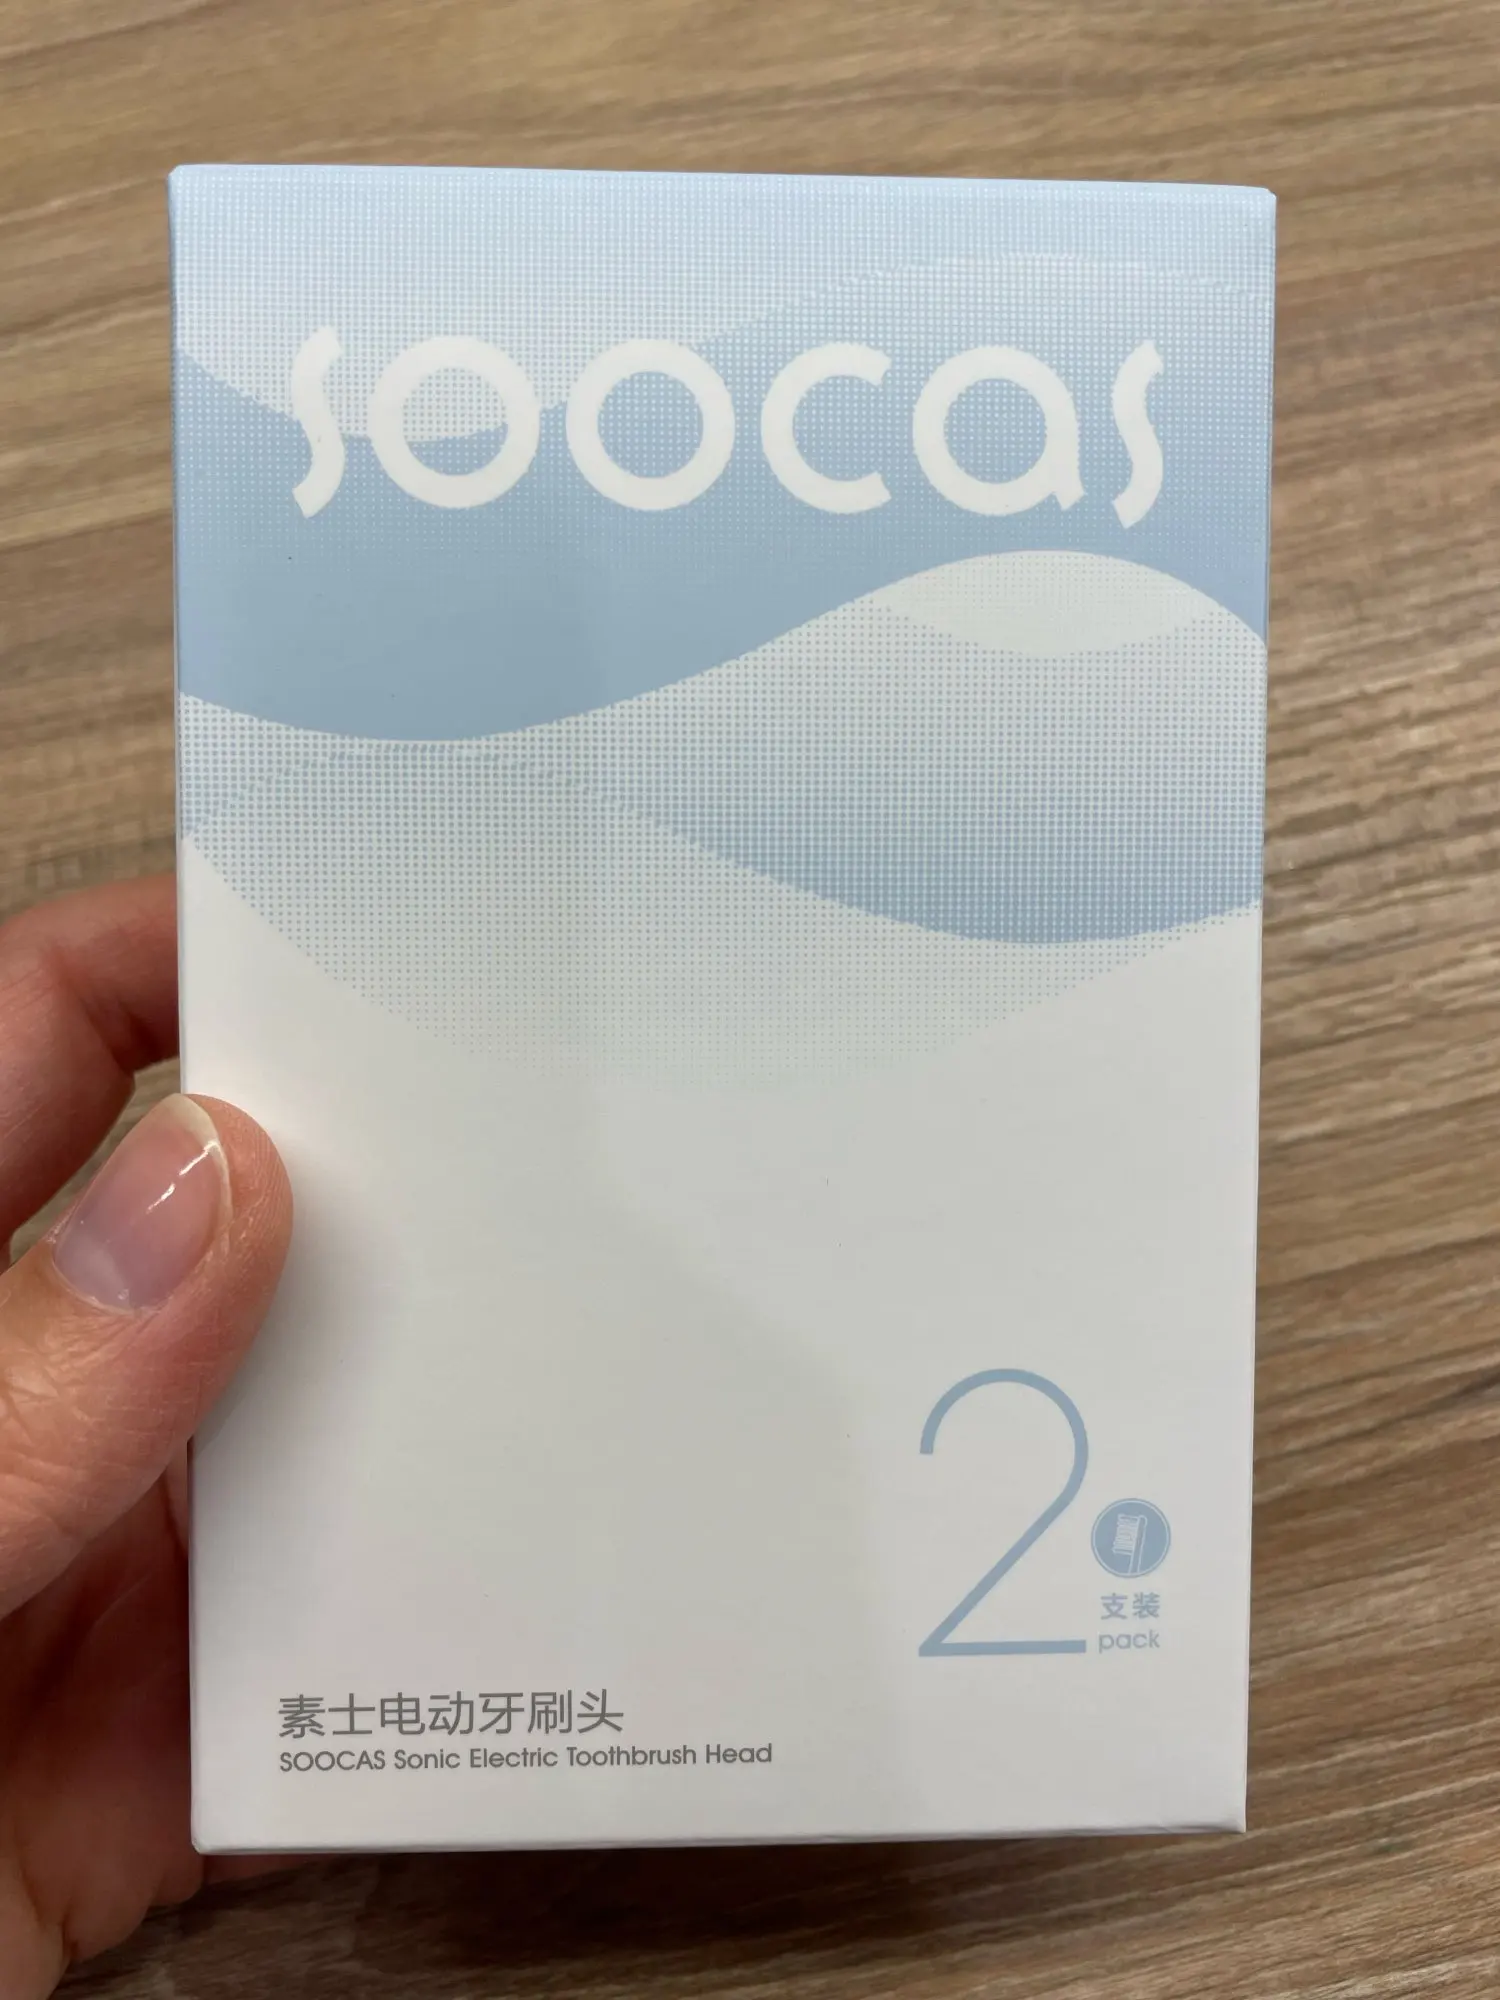 soocas
2
支装
pack
素士电动牙刷头
SOOCAS Sonic Electric Toothbrush Head